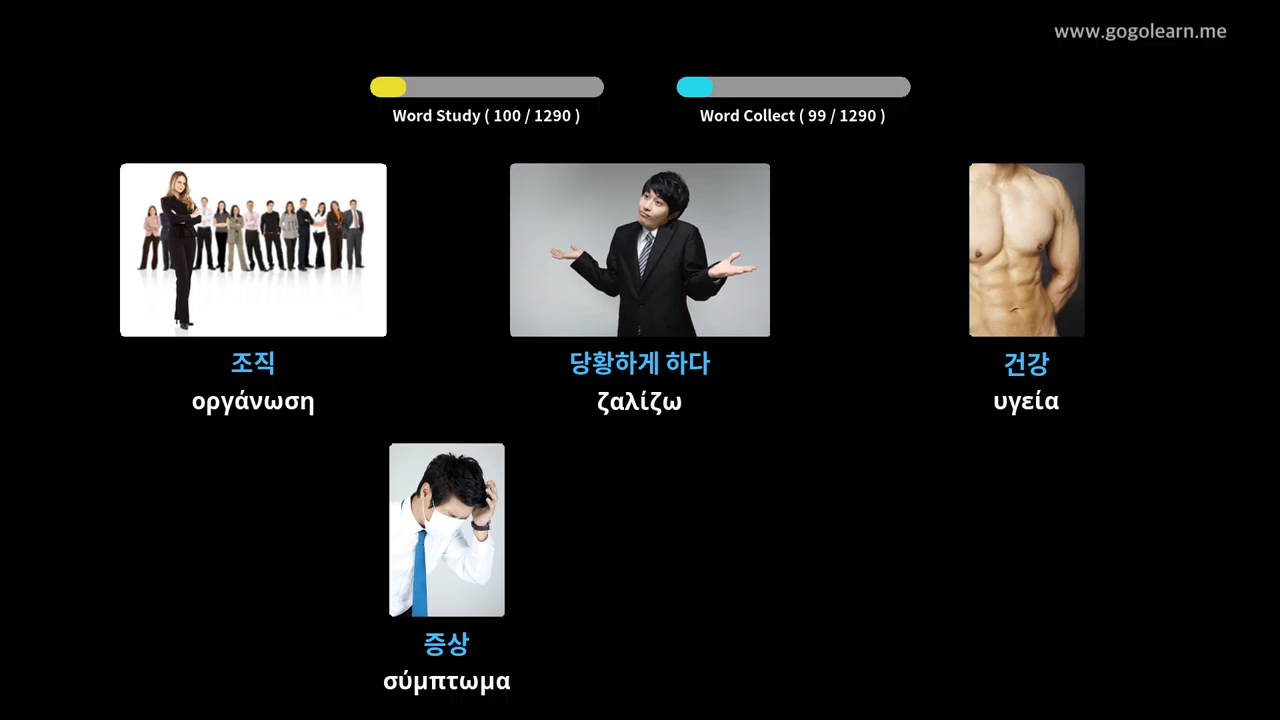 www.gogolearn.me
Word Study ( 100 / 1290 )
Word Collect ( 99 / 1290 )
조직
οργάνωση
당황하게 하다
ζαλίζω
건강
υγεία
증상
σύμπτωμα